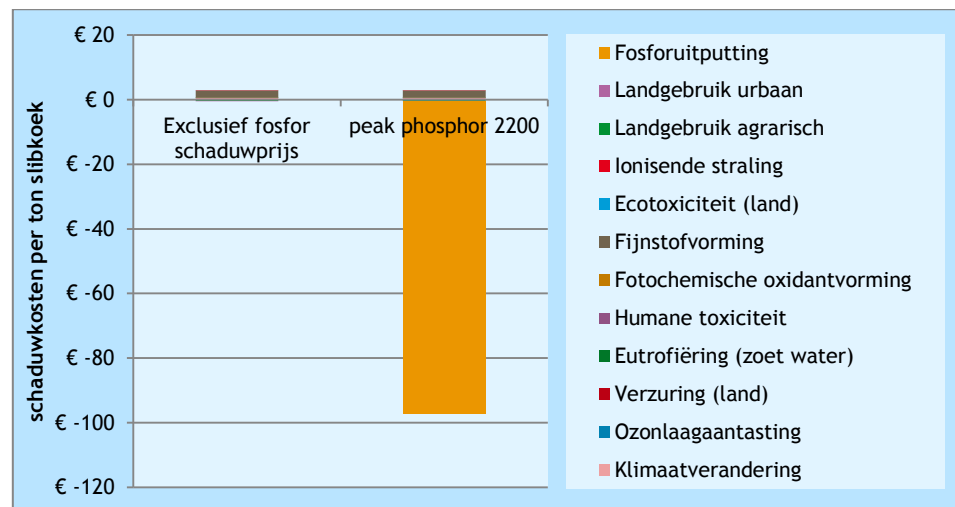 € 20
€ 0
€ -20
€ -40
€ -60
€ -80
€ -100
€ -120
schaduwkosten per ton slibkoek
Exclusief fosfor
schaduwprijs
peak phosphor 2200
Fosforuitputting
Landgebruik urbaan
Landgebruik agrarisch
Ionisende straling
Ecotoxiciteit (land)
Fijnstofvorming
Fotochemische oxidantvorming
Humane toxiciteit
Eutrofiëring (zoet water)
Verzuring (land)
Ozonlaagaantasting
Klimaatverandering